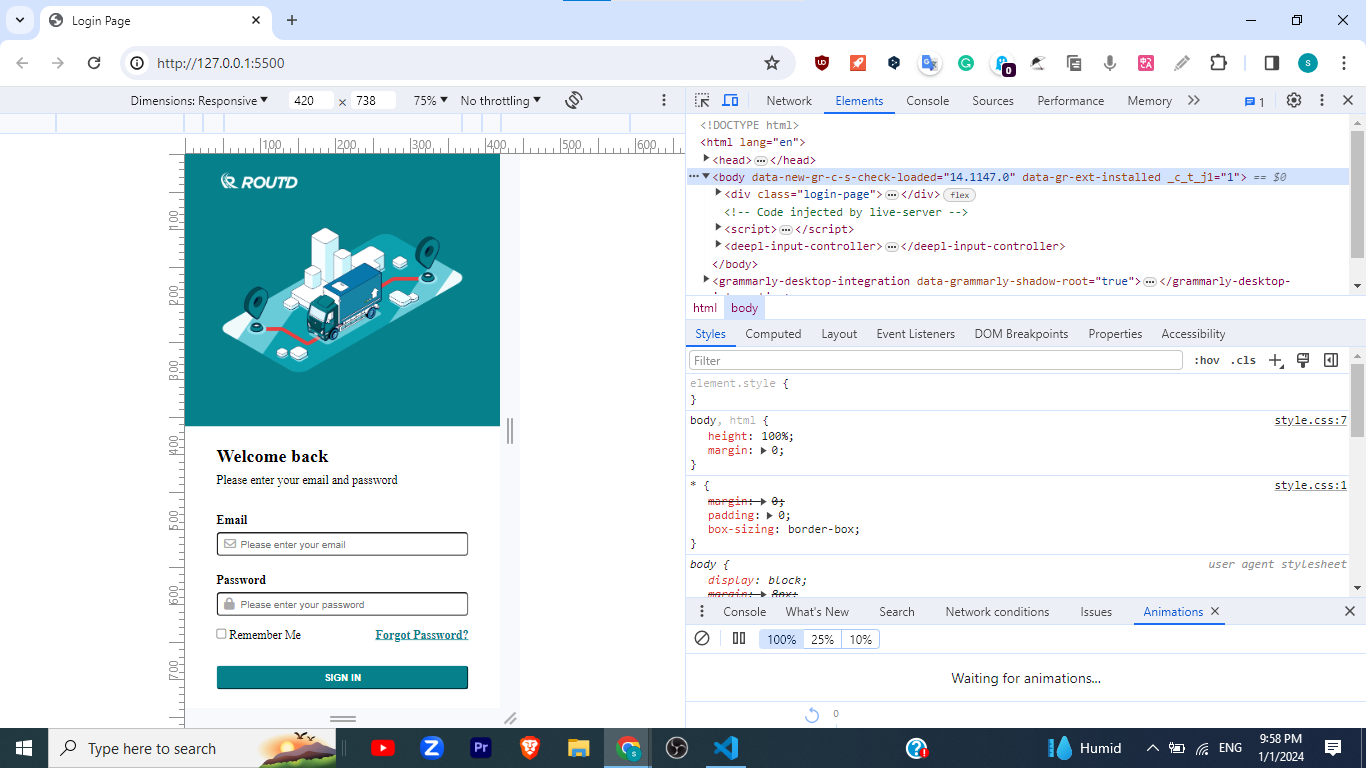 Login Page
http://127.0.0.1:5500
0
s
Dimensions: Responsive 420 x 738 75% No throttling
Network Elements Console Sources Performance Memory 1
100 200 300 400 500 600
100
200
300
400
500
600
700
ROUTD
Welcome back
Please enter your email and password
Email
Please enter your email
Password
Please enter your password
Remember Me Forgot Password?
SIGN IN
<!DOCTYPE html>
<html lang="en">
<head> … </head>
<body data-new-gr-c-s-check-loaded="14.1147.0" data-gr-ext-installed _c_t_j1="1"> == $0
<div class="login-page"> … </div> flex
<!-- Code injected by live-server -->
<script> … </script>
<deepl-input-controller> … </deepl-input-controller>
</body>
<grammarly-desktop-integration data-grammarly-shadow-root="true"> … </grammarly-desktop-
html body
Styles Computed Layout Event Listeners DOM Breakpoints Properties Accessibility
Filter :hov .cls
element.style {
}
body, html { style.css:7
height: 100%;
margin: 0;
}
* { style.css:1
margin: 0;
padding: 0;
box-sizing: border-box;
}
body { user agent stylesheet
display: block;
margin: 8px;
Console What's New Search Network conditions Issues Animations
100% 25% 10%
Waiting for animations...
0
Type here to search
Pr
s
Humid
ENG
9:58 PM
1/1/2024